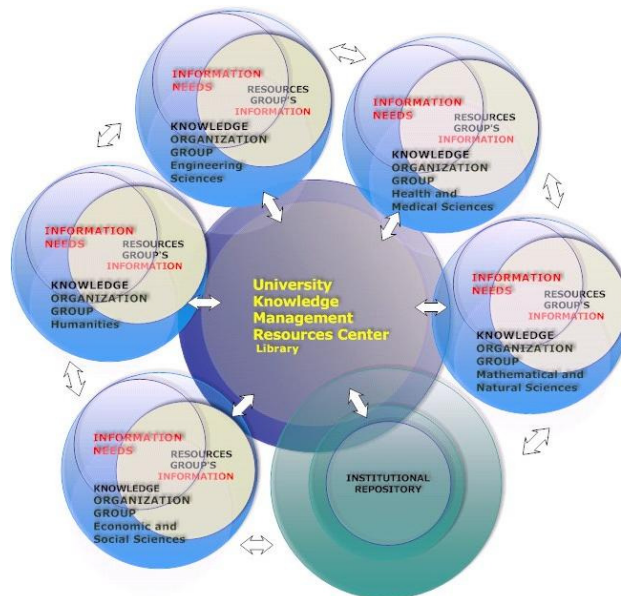 INFORMATION
NEEDS
RESOURCES
GROUP'S
INFORMATION
KNOWLEDGE
ORGANIZATION
GROUP
Engineering
Sciences
INFORMATION
NEEDS
RESOURCES
GROUP'S
INFORMATION
KNOWLEDGE
ORGANIZATION
GROUP
Health and
Medical Sciences
INFORMATION
NEEDS
RESOURCES
GROUP'S
INFORMATION
KNOWLEDGE
ORGANIZATION
GROUP
Humanities
University
Knowledge
Management
Resources Center
Library
INFORMATION
NEEDS
RESOURCES
GROUP'S
INFORMATION
KNOWLEDGE
ORGANIZATION
GROUP
Mathematical and
Natural Sciences
INFORMATION
NEEDS
RESOURCES
GROUP'S
INFORMATION
KNOWLEDGE
ORGANIZATION
GROUP
Economic and
Social Sciences
INSTITUTIONAL
REPOSITORY